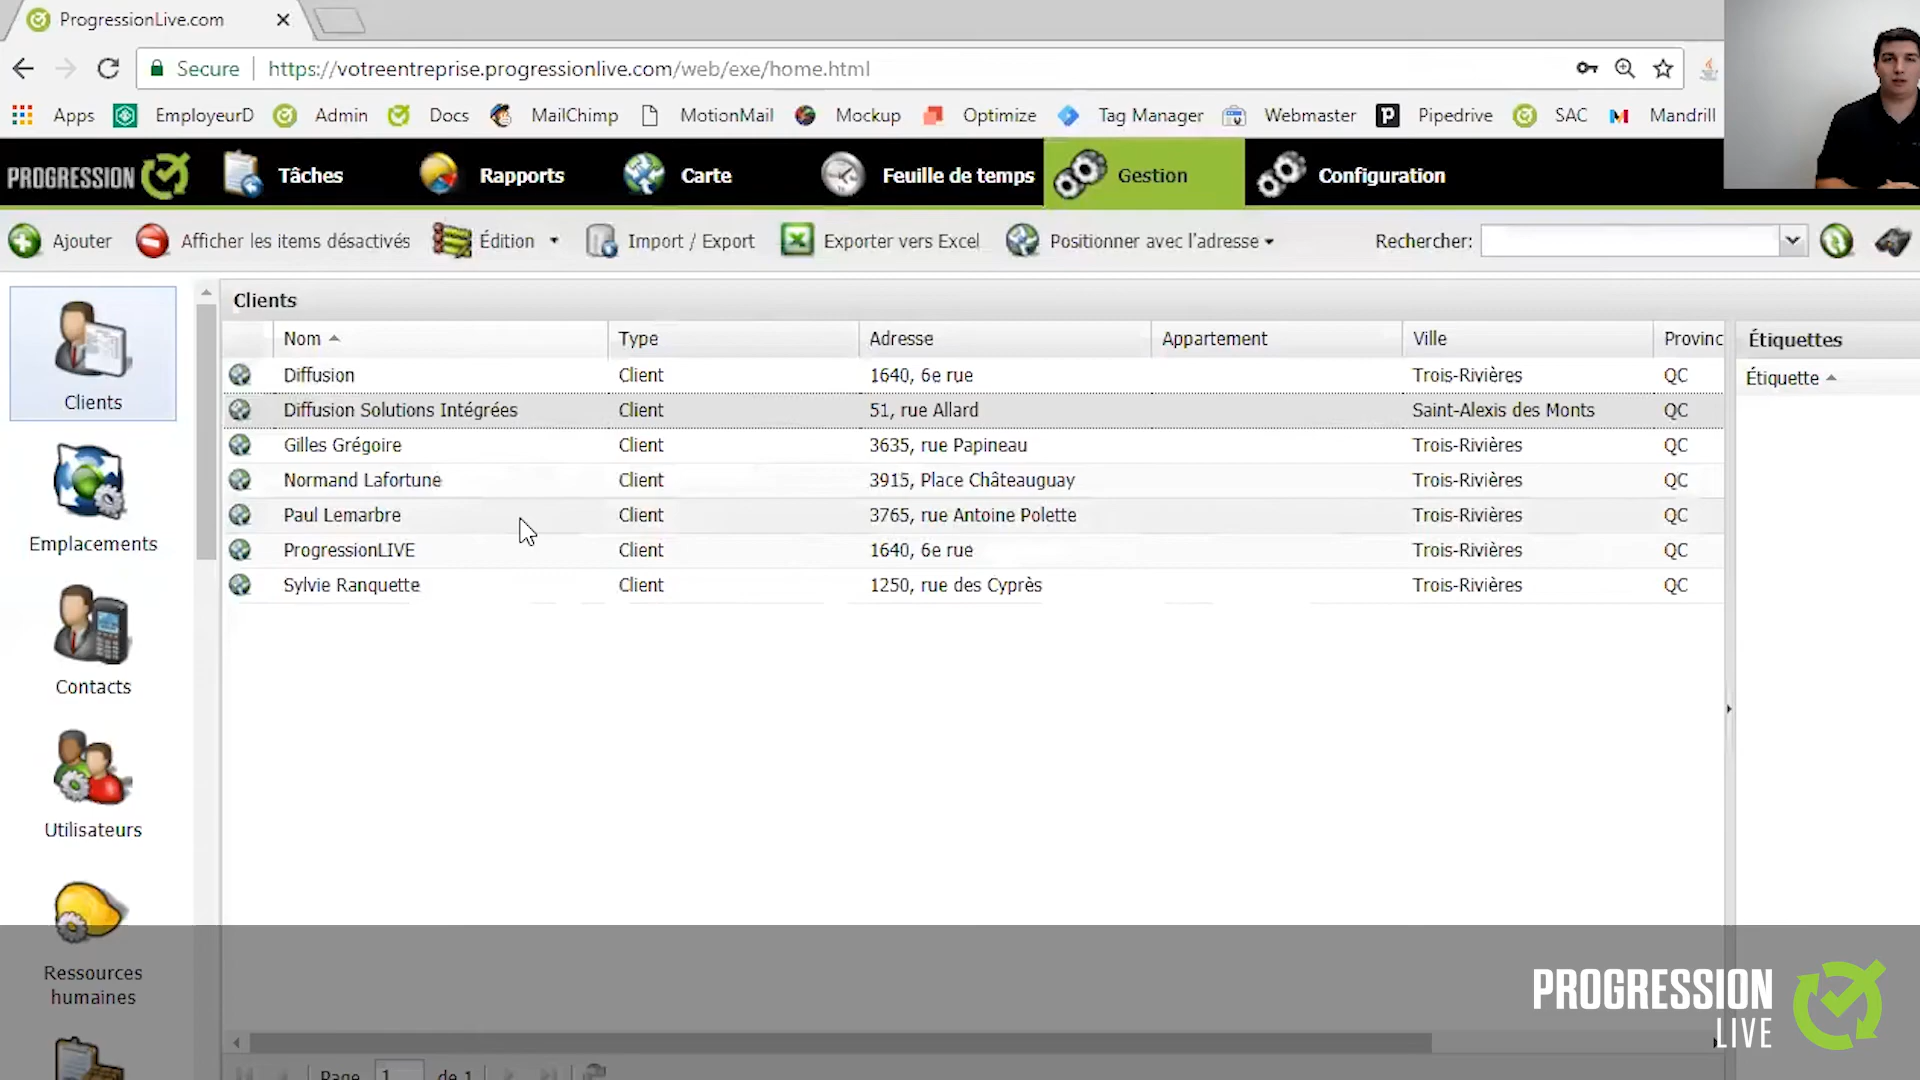 ProgressionLive.com
Secure https://votreentreprise.progressionlive.com/web/exe/home.html
Apps EmployeurD Admin Docs MailChimp MotionMail Mockup Optimize Tag Manager Webmaster Pipedrive SAC Mandrill
PROGRESSION Tâches Rapports Carte Feuille de temps Gestion Configuration
Ajouter Afficher les items désactivés Édition Import / Export Exporter vers Excel Positionner avec l'adresse Rechercher:
Clients
Nom Type Adresse Appartement Ville Provinc
Étiquettes
Étiquette
Diffusion Client 1640, 6e rue Trois-Rivières QC
Diffusion Solutions Intégrées Client 51, rue Allard Saint-Alexis des Monts QC
Gilles Grégoire Client 3635, rue Papineau Trois-Rivières QC
Normand Lafortune Client 3915, Place Châteauguay Trois-Rivières QC
Paul Lemarbre Client 3765, rue Antoine Polette Trois-Rivières QC
ProgressionLIVE Client 1640, 6e rue Trois-Rivières QC
Sylvie Ranquette Client 1250, rue des Cyprès Trois-Rivières QC
Clients
Emplacements
Contacts
Utilisateurs
Ressources
humaines
Page 1 de 1
PROGRESSION
LIVE